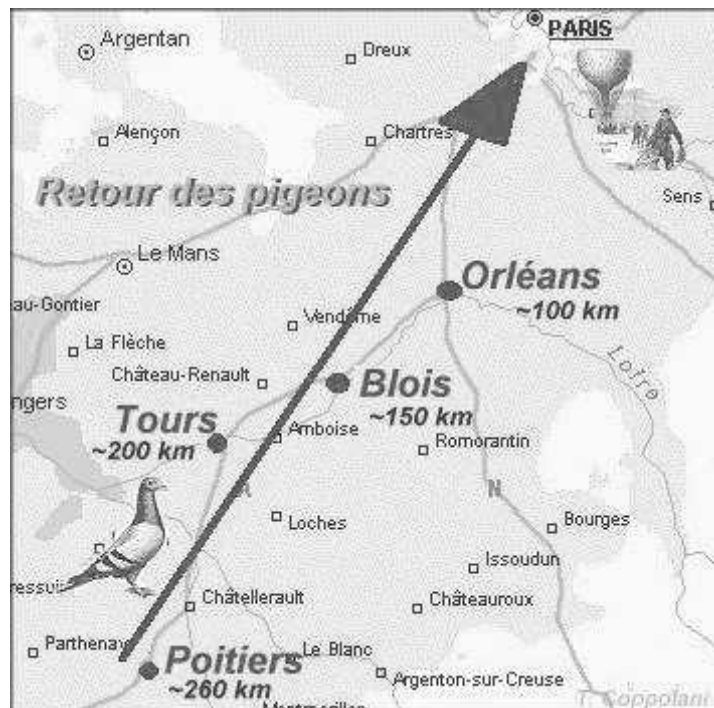 PARIS
Argentan
Dreux
Alençon
Chartres
Retour des pigeons
Sens
Le Mans
Orléans
~100 km
au-Gontier
Vendôme
La Flèche
Loire
Château-Renault
Blois
~150 km
ngers
Tours
~200 km
Amboise
Romorantin
A
N
Loches
Bourges
Issoudun
ressui
Châtellerault
Châteauroux
Parthenay
Poitiers
~260 km
Le Blanc
Argenton-sur-Creuse
T. Coppolani